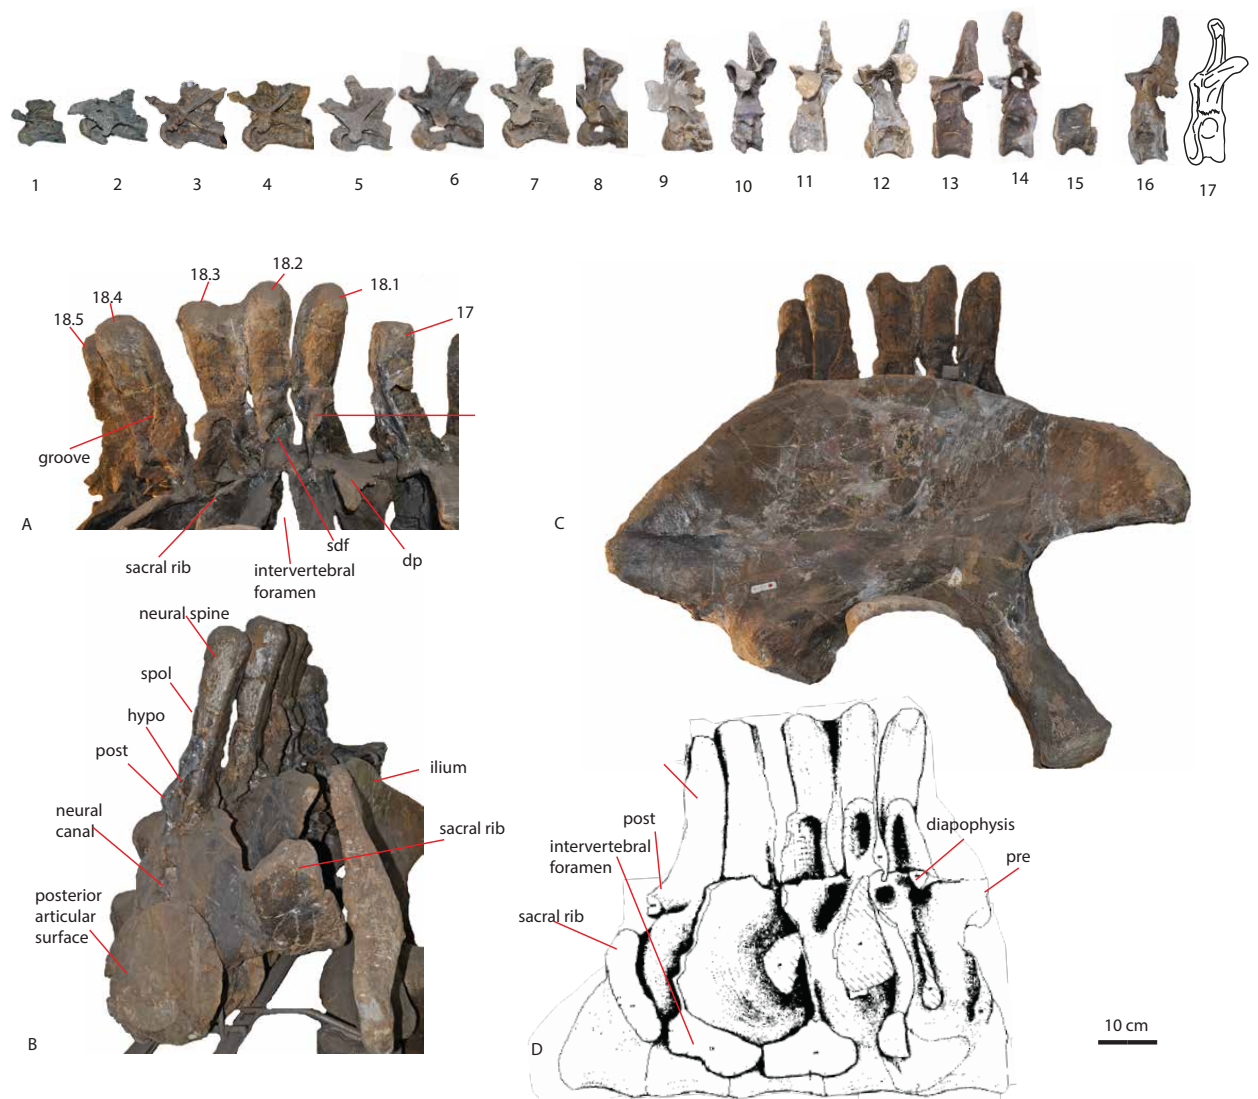 1 2 3 4 5 6 7 8 9 10 11 12 13 14 15 16 17
18.5
18.4
18.3
18.2
18.1
17
groove
A
sacral rib
intervertebral
foramen
sdf
dp
C
neural spine
spol
hypo
post
neural
canal
posterior
articular
surface
ilium
sacral rib
B
post
intervertebral
foramen
sacral rib
diapophysis
pre
D
10 cm